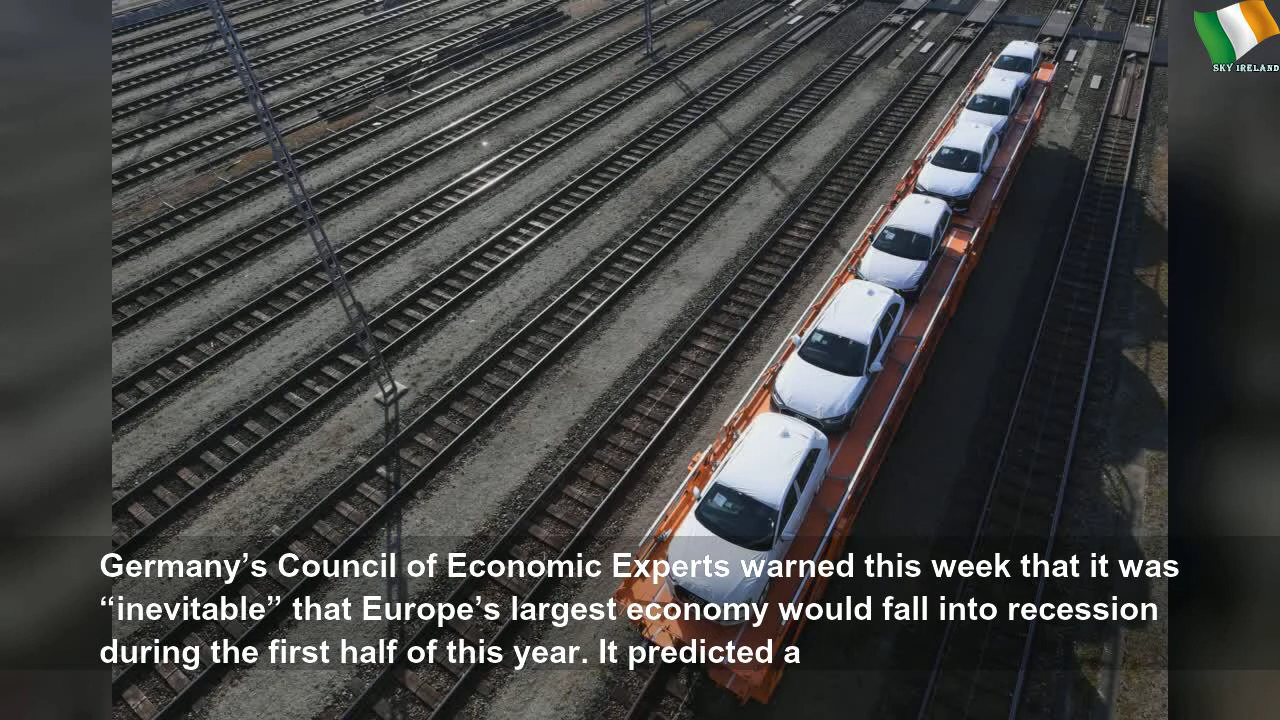 SKY IRELAND
Germany’s Council of Economic Experts warned this week that it was
“inevitable” that Europe’s largest economy would fall into recession
during the first half of this year. It predicted a